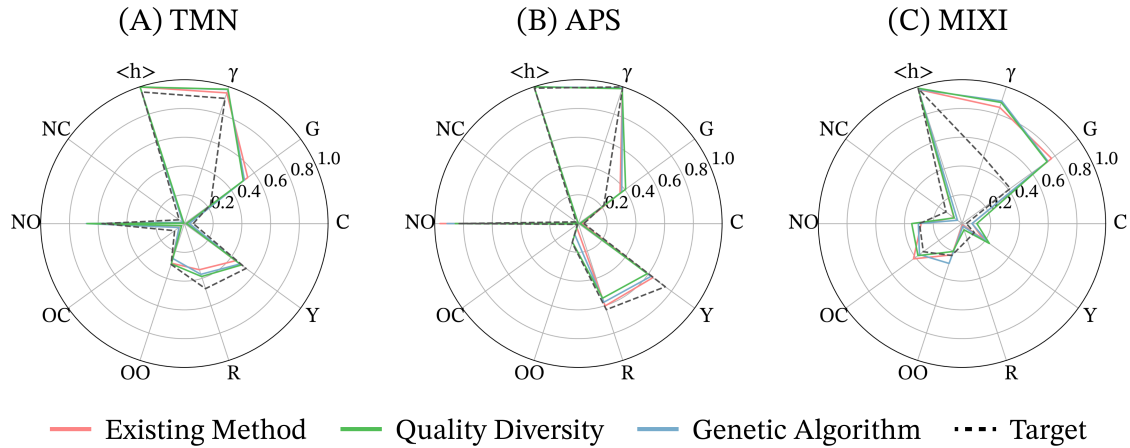 (A) TMN
(B) APS
(C) MIXI
<h> γ G C Y R OO OC NO NC
0.2 0.4 0.6 0.8 1.0
<h> γ G C Y R OO OC NO NC
0.2 0.4 0.6 0.8 1.0
<h> γ G C Y R OO OC NO NC
0.2 0.4 0.6 0.8 1.0
Existing Method
Quality Diversity
Genetic Algorithm
Target